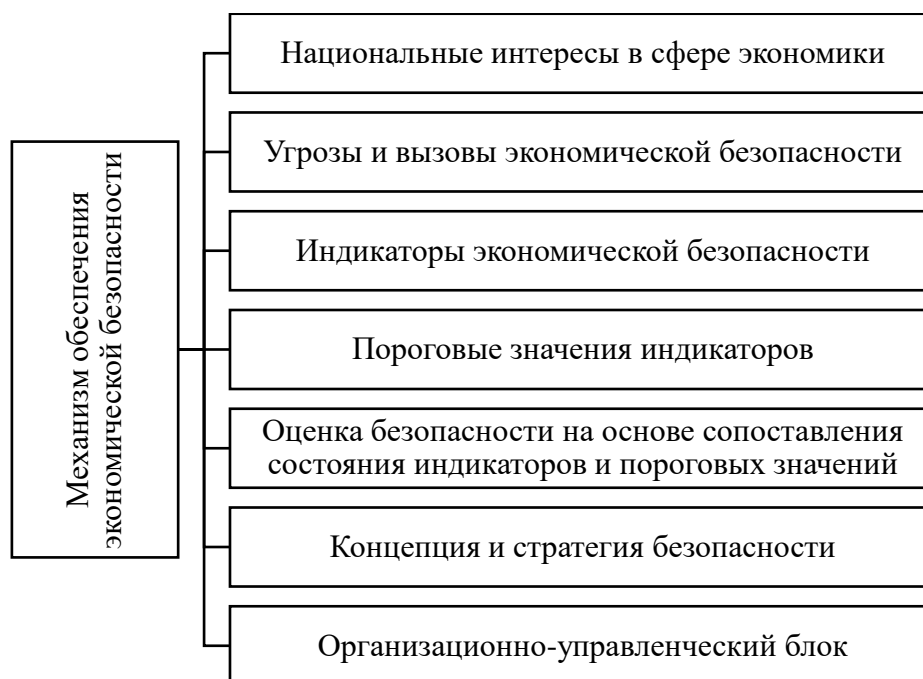 Механизм обеспечения
экономической безопасности
Национальные интересы в сфере экономики
Угрозы и вызовы экономической безопасности
Индикаторы экономической безопасности
Пороговые значения индикаторов
Оценка безопасности на основе сопоставления
состояния индикаторов и пороговых значений
Концепция и стратегия безопасности
Организационно-управленческий блок